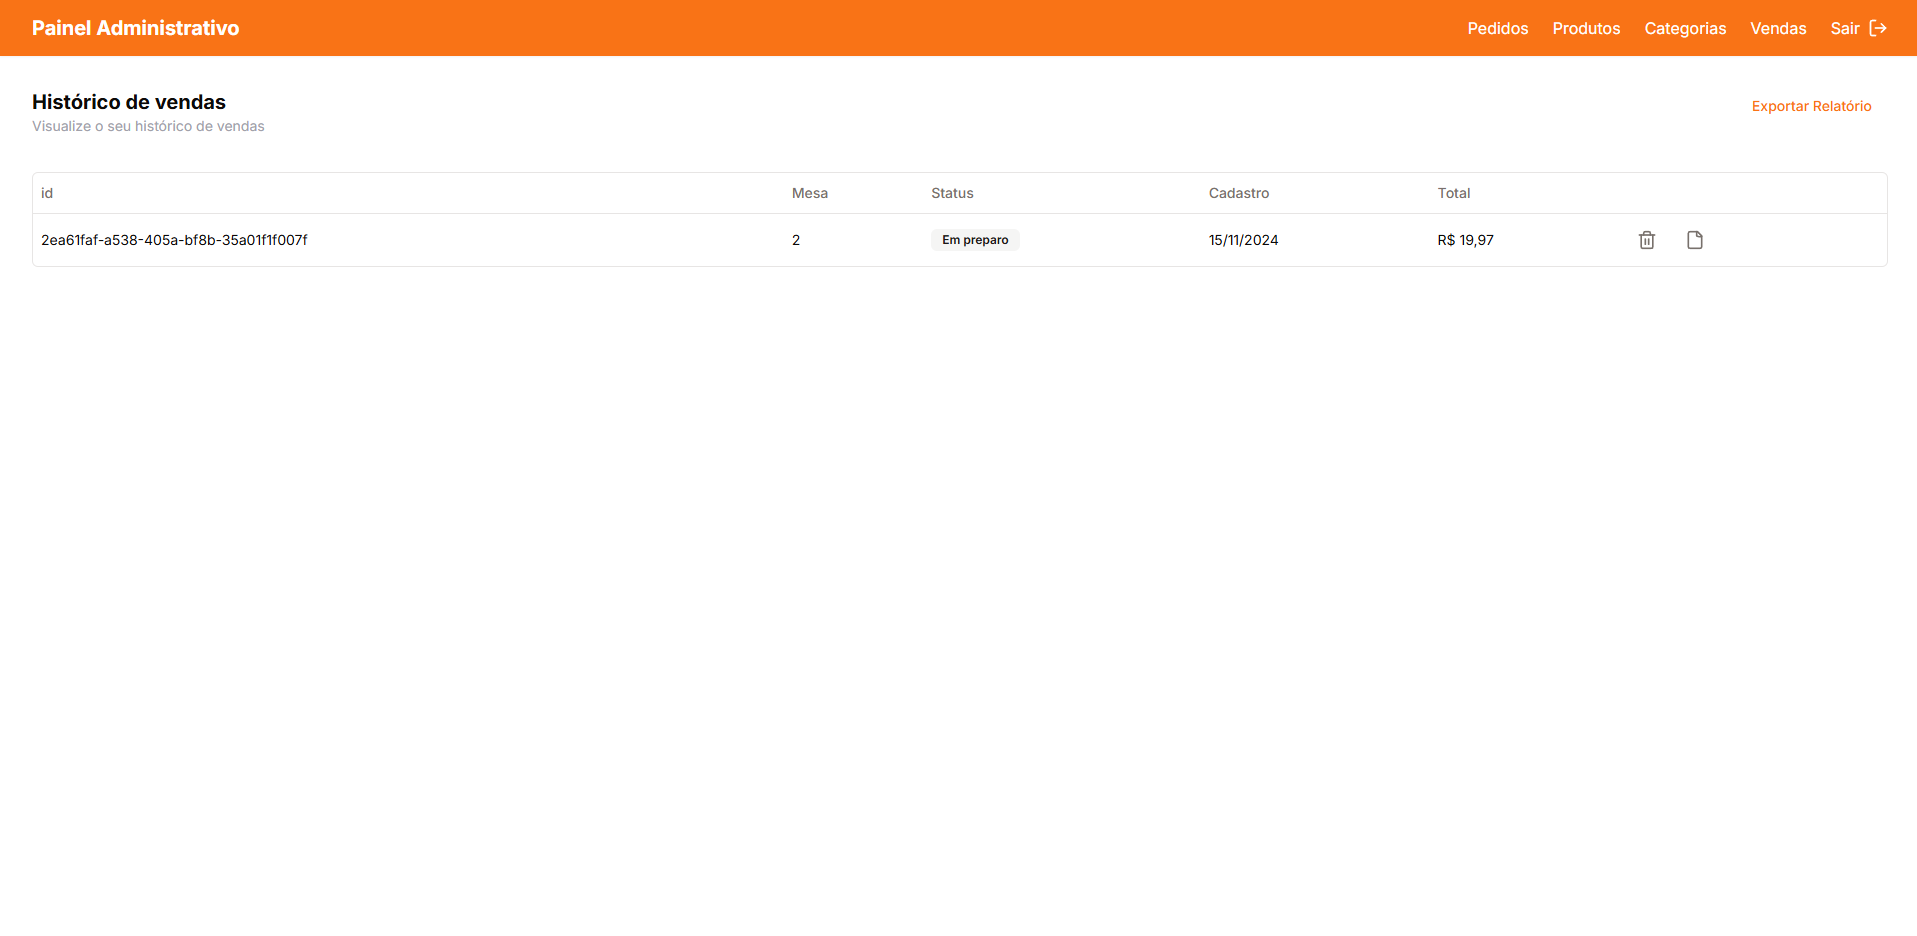 Painel Administrativo
Pedidos Produtos Categorias Vendas Sair
Histórico de vendas
Visualize o seu histórico de vendas
Exportar Relatório
id Mesa Status Cadastro Total
2ea61faf-a538-405a-bf8b-35a01f1f007f 2 Em preparo 15/11/2024 R$ 19,97